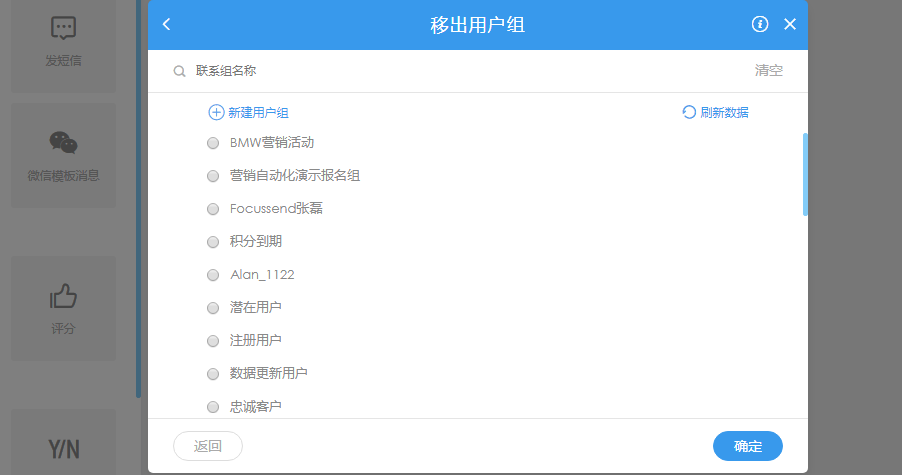 移出用户组
联系组名称
清空
新建用户组
刷新数据
BMW营销活动
营销自动化演示报名组
Focussend张磊
积分到期
Alan_1122
潜在用户
注册用户
数据更新用户
忠诚客户
返回
确定
发短信
微信模板消息
评分
Y/N